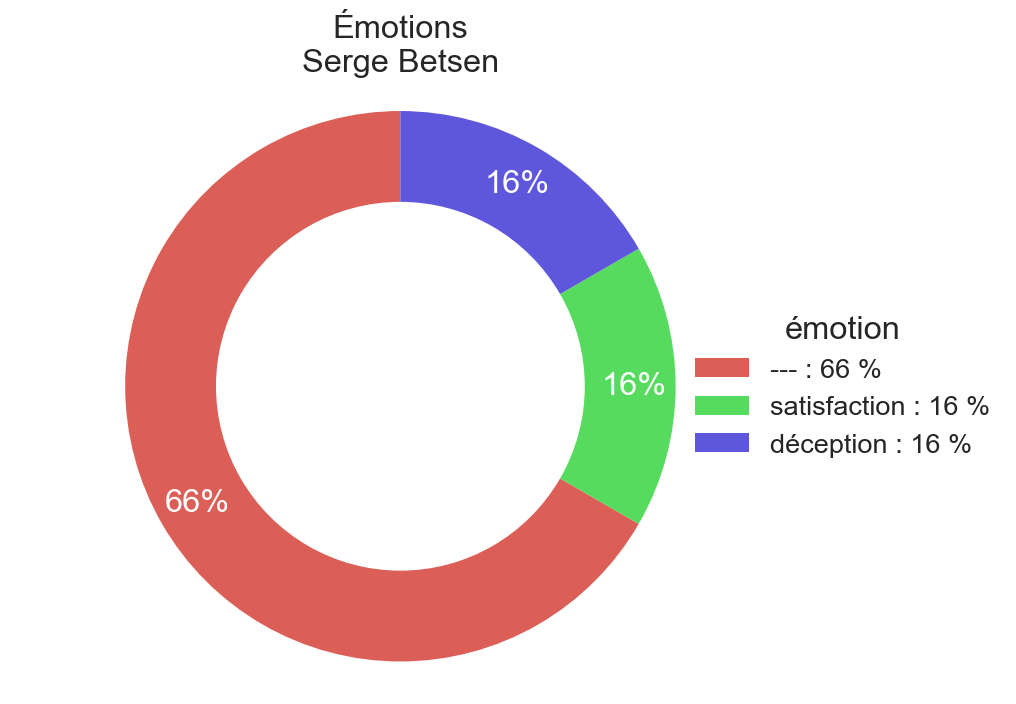 Émotions
Serge Betsen
16%
16%
66%
émotion
--- : 66 %
satisfaction : 16 %
déception : 16 %